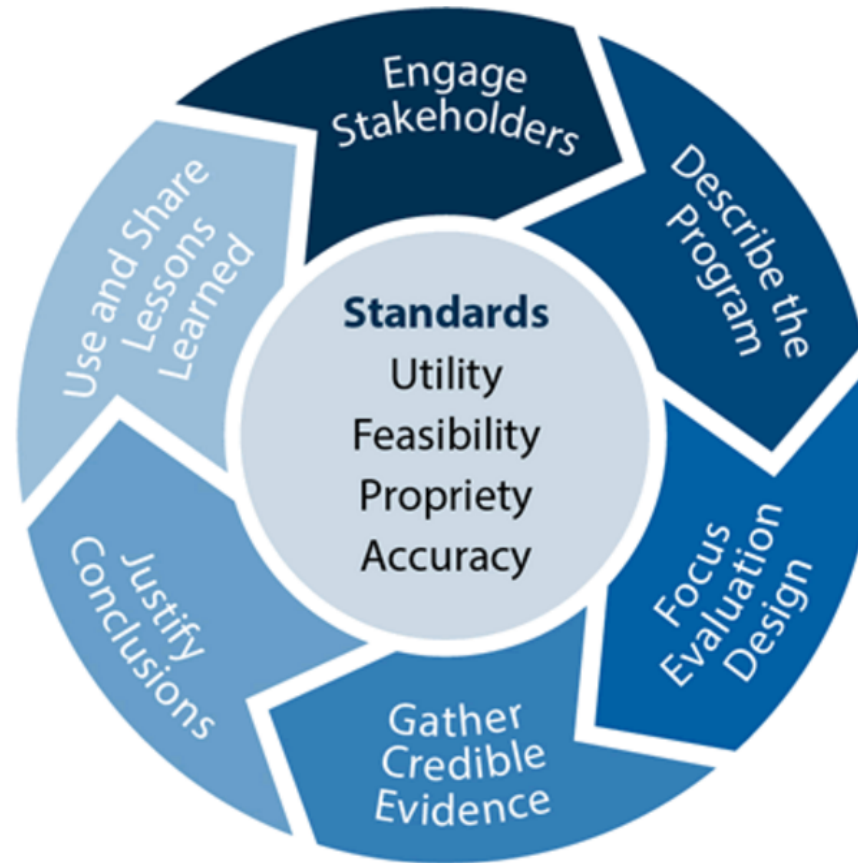 Engage
Stakeholders
Describe the
Program
Focus
Evaluation
Design
Gather
Credible
Evidence
Justify
Conclusions
Use and Share
Lessons
Learned
Standards
Utility
Feasibility
Propriety
Accuracy